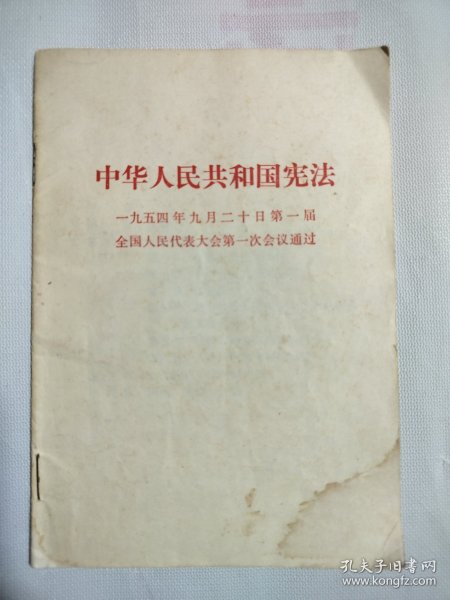 中华人民共和国宪法
一九五四年九月二十日第一届
全国人民代表大会第一次会议通过
孔夫子旧书网
www.kongfz.com